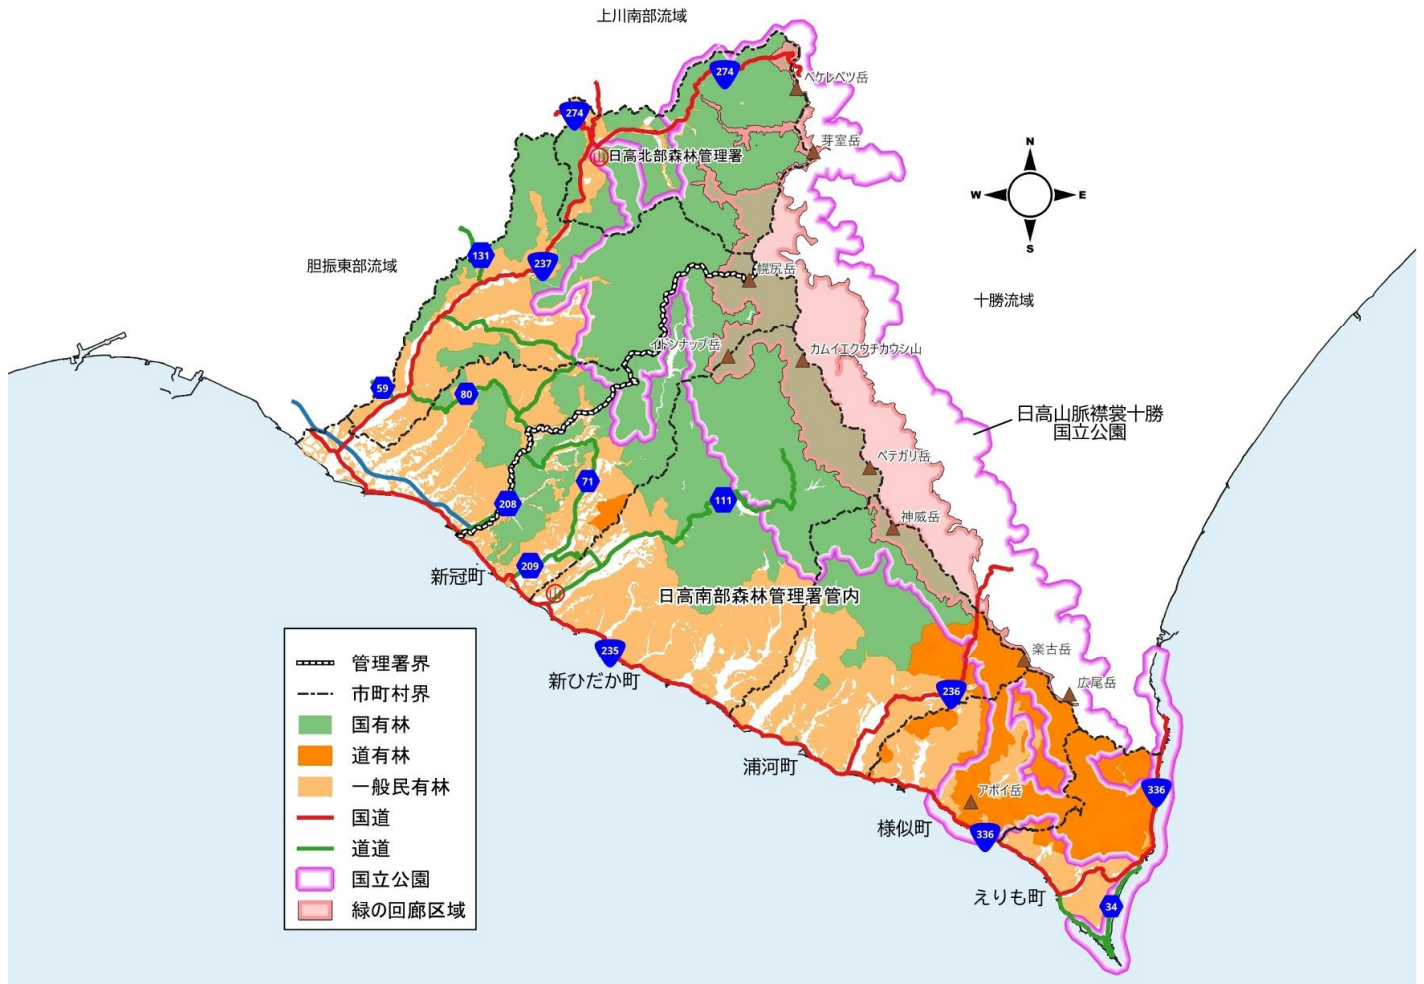 上川南部流域
274
ペケレベツ岳
274
芽室岳
日高北部森林管理署
N
W
E
S
131
237
胆振東部流域
幌尻岳
十勝流域
イドンナップ岳
カムイエクウチカウシ山
59
80
日高山脈襟裳十勝
国立公園
ペテガリ岳
71
111
208
神威岳
209
新冠町
日高南部森林管理署管内
235
新ひだか町
楽古岳
広尾岳
236
浦河町
アポイ岳
336
様似町
336
えりも町
34
管理署界
市町村界
国有林
道有林
一般民有林
国道
道道
国立公園
緑の回廊区域